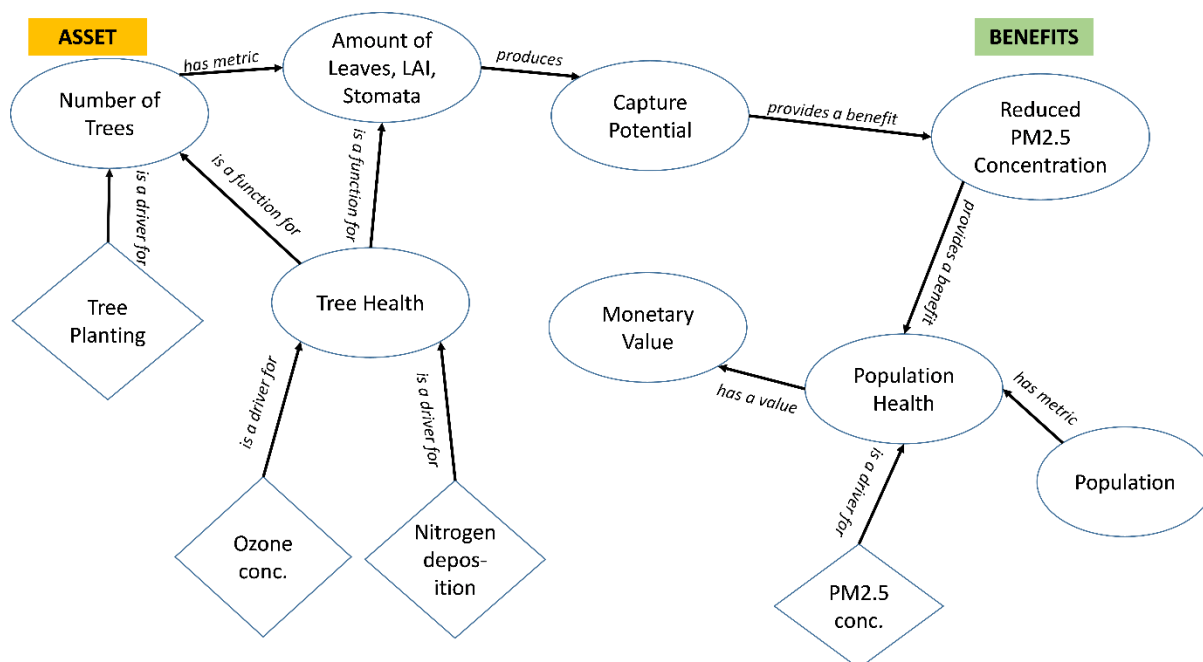 ASSET
BENEFITS
Number of
Trees
has metric
Amount of
Leaves, LAI,
Stomata
produces
Capture
Potential
provides a benefit
Reduced
PM2.5
Concentration
is a driver for
is a function for
is a function for
provides a benefit
Tree
Planting
Tree Health
Monetary
Value
has a value
Population
Health
has metric
Population
is a driver for
is a driver for
is a driver for
Ozone
conc.
Nitrogen
depos-
ition
PM2.5
conc.